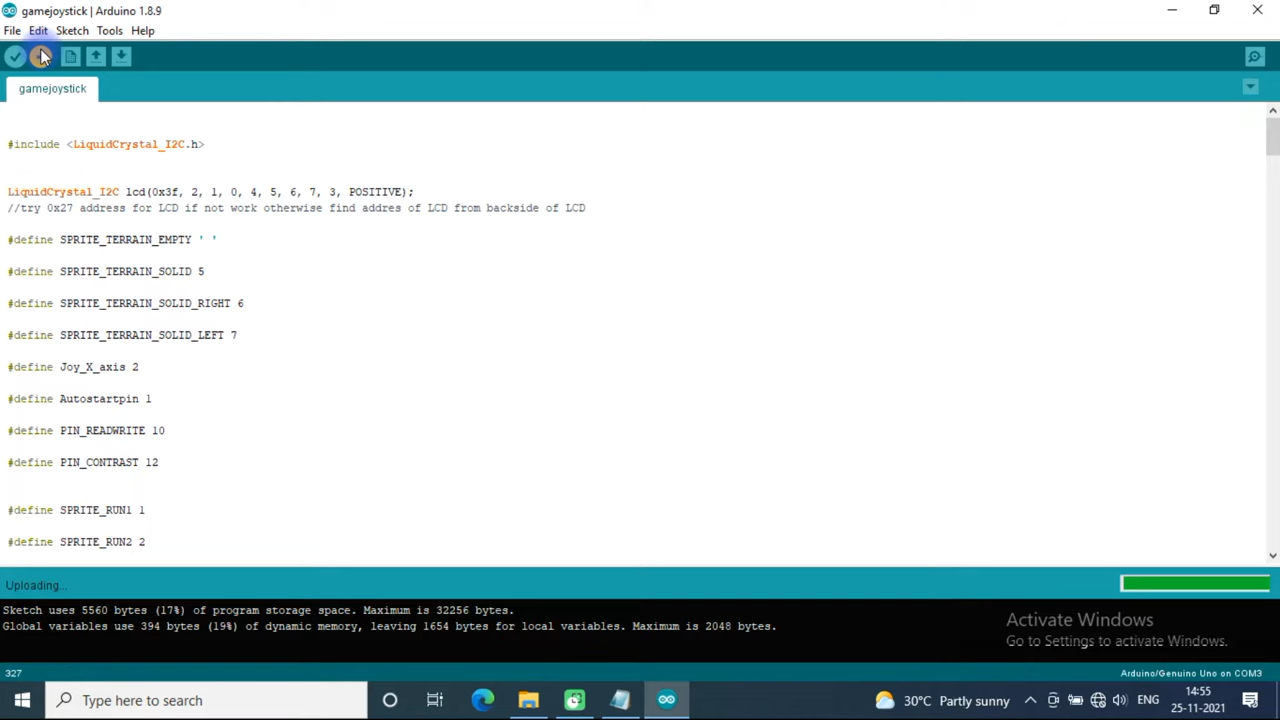 gamejoystick | Arduino 1.8.9
File Edit Sketch Tools Help
gamejoystick
#include <LiquidCrystal_I2C.h>
LiquidCrystal_I2C lcd(0x3f, 2, 1, 0, 4, 5, 6, 7, 3, POSITIVE);
//try 0x27 address for LCD if not work otherwise find addres of LCD from backside of LCD
#define SPRITE_TERRAIN_EMPTY ' '
#define SPRITE_TERRAIN_SOLID 5
#define SPRITE_TERRAIN_SOLID_RIGHT 6
#define SPRITE_TERRAIN_SOLID_LEFT 7
#define Joy_X_axis 2
#define Autostartpin 1
#define PIN_READWRITE 10
#define PIN_CONTRAST 12
#define SPRITE_RUN1 1
#define SPRITE_RUN2 2
Uploading...
Sketch uses 5560 bytes (17%) of program storage space. Maximum is 32256 bytes.
Global variables use 394 bytes (19%) of dynamic memory, leaving 1654 bytes for local variables. Maximum is 2048 bytes.
Activate Windows
Go to Settings to activate Windows.
327
Arduino/Genuino Uno on COM3
Type here to search
30°C Partly sunny
ENG
14:55
25-11-2021